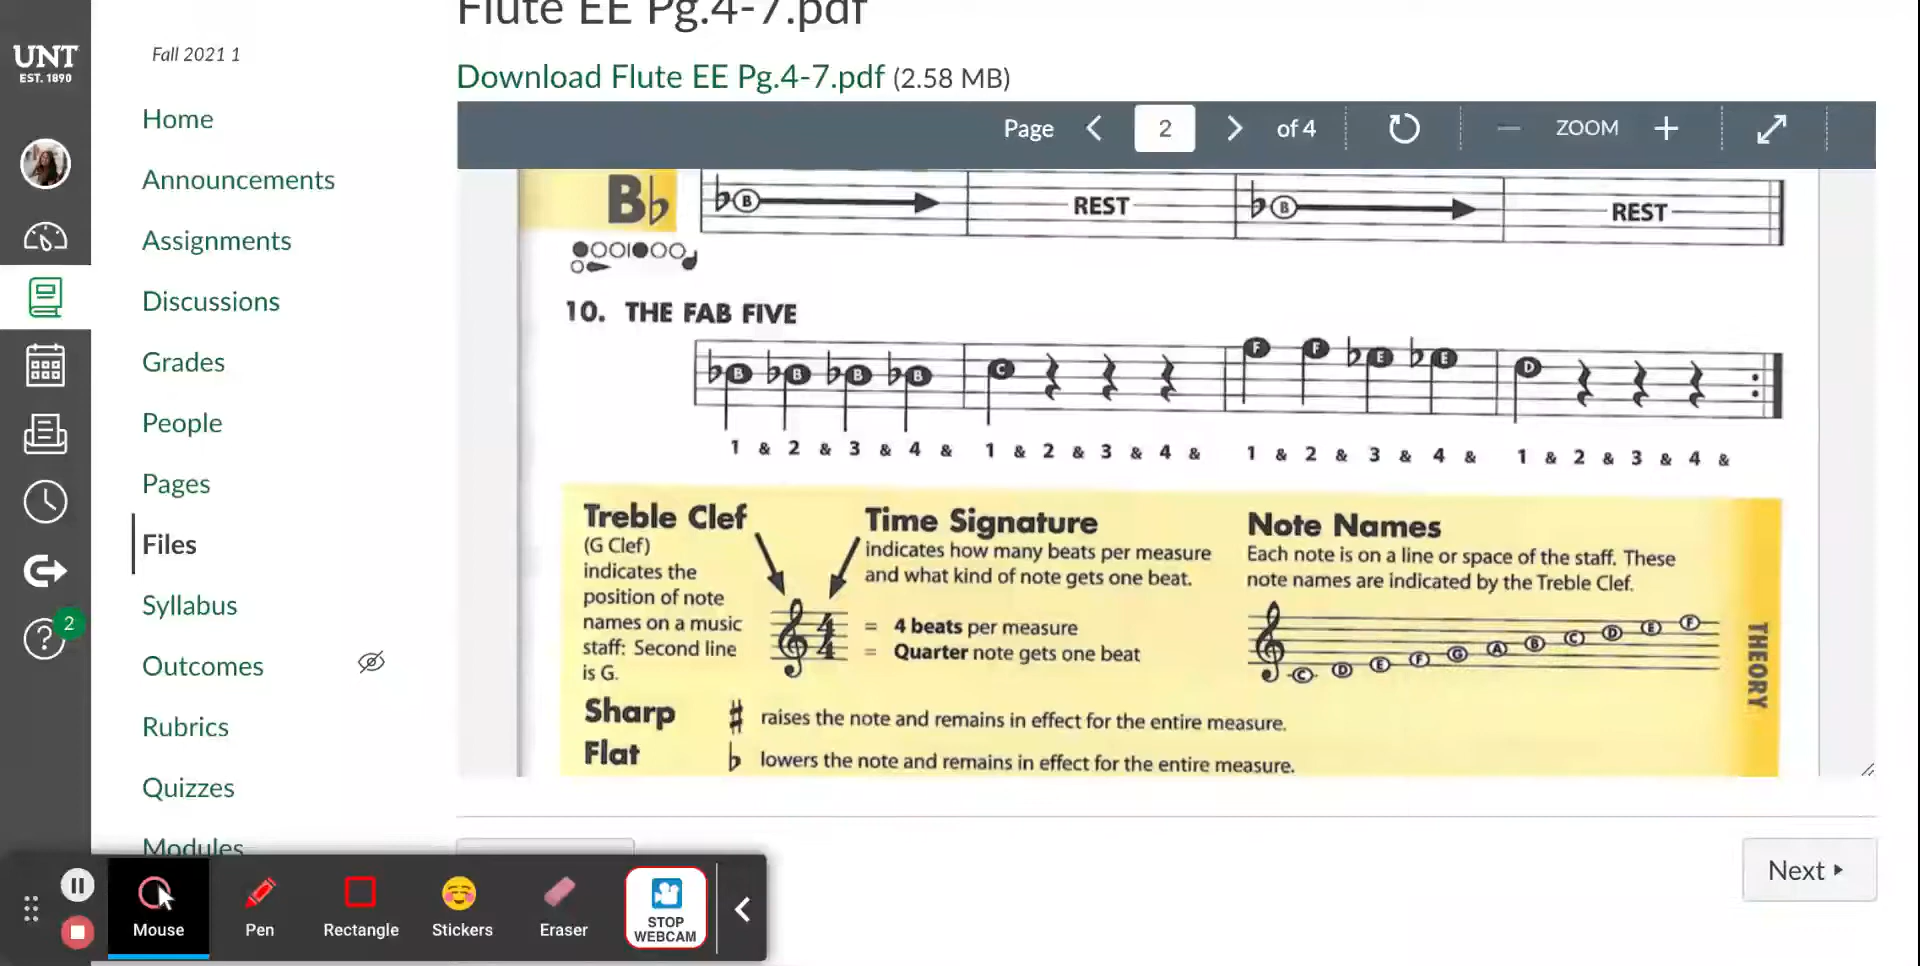 Flute EE Pg.4-7.pdf
UNT
EST. 1890
Fall 2021 1
Download Flute EE Pg.4-7.pdf (2.58 MB)
Page 2 of 4 ZOOM
Home
Announcements
Assignments
Discussions
Grades
People
Pages
Files
Syllabus
Outcomes
Rubrics
Quizzes
Modules
2
B♭
♭B REST ♭B REST
10. THE FAB FIVE
♭B ♭B ♭B ♭B C F F ♭E ♭E D
1 & 2 & 3 & 4 & 1 & 2 & 3 & 4 & 1 & 2 & 3 & 4 & 1 & 2 & 3 & 4 &
Treble Clef
(G Clef)
indicates the
position of note
names on a music
staff: Second line
is G.
Time Signature
indicates how many beats per measure
and what kind of note gets one beat.
4 = 4 beats per measure
4 = Quarter note gets one beat
Note Names
Each note is on a line or space of the staff. These
note names are indicated by the Treble Clef.
C D E F G A B C D E F
THEORY
Sharp ♯ raises the note and remains in effect for the entire measure.
Flat ♭ lowers the note and remains in effect for the entire measure.
Next
Mouse
Pen
Rectangle
Stickers
Eraser
STOP
WEBCAM